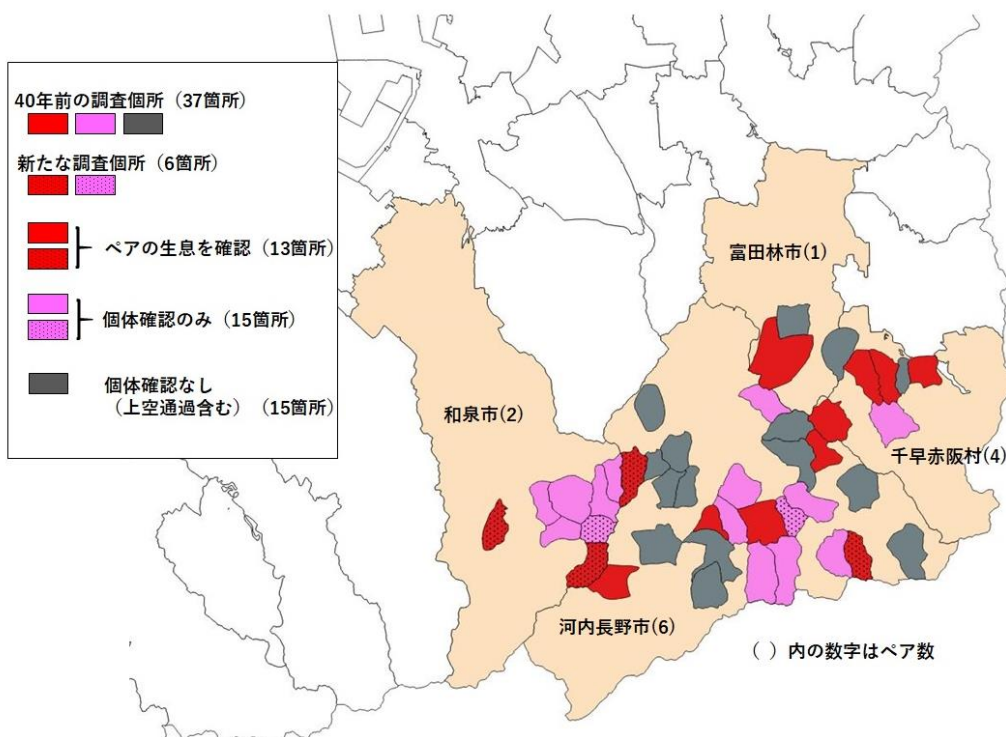 40年前の調査個所（37箇所）
新たな調査個所（6箇所）
ペアの生息を確認（13箇所）
個体確認のみ（15箇所）
個体確認なし
（上空通過含む）（15箇所）
富田林市(1)
和泉市(2)
千早赤阪村(4)
河内長野市(6)
（ ）内の数字はペア数